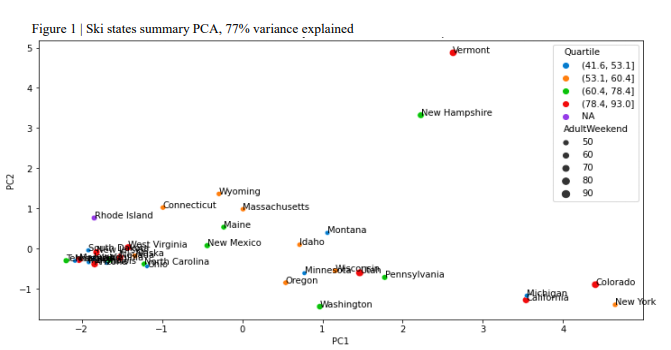 Figure 1 | Ski states summary PCA, 77% variance explained
5
4
3
2
1
0
−1
PC2
Vermont
New Hampshire
Wyoming
Connecticut
Massachusetts
Rhode Island
Maine
Montana
New Mexico
Idaho
West Virginia
North Carolina
Ohio
Minnesota
Wisconsin
Utah
Pennsylvania
Oregon
Washington
Michigan
California
Colorado
New York
Quartile
(41.6, 53.1]
(53.1, 60.4]
(60.4, 78.4]
(78.4, 93.0]
NA
AdultWeekend
50
60
70
80
90
−2
−1
0
1
2
3
4
PC1